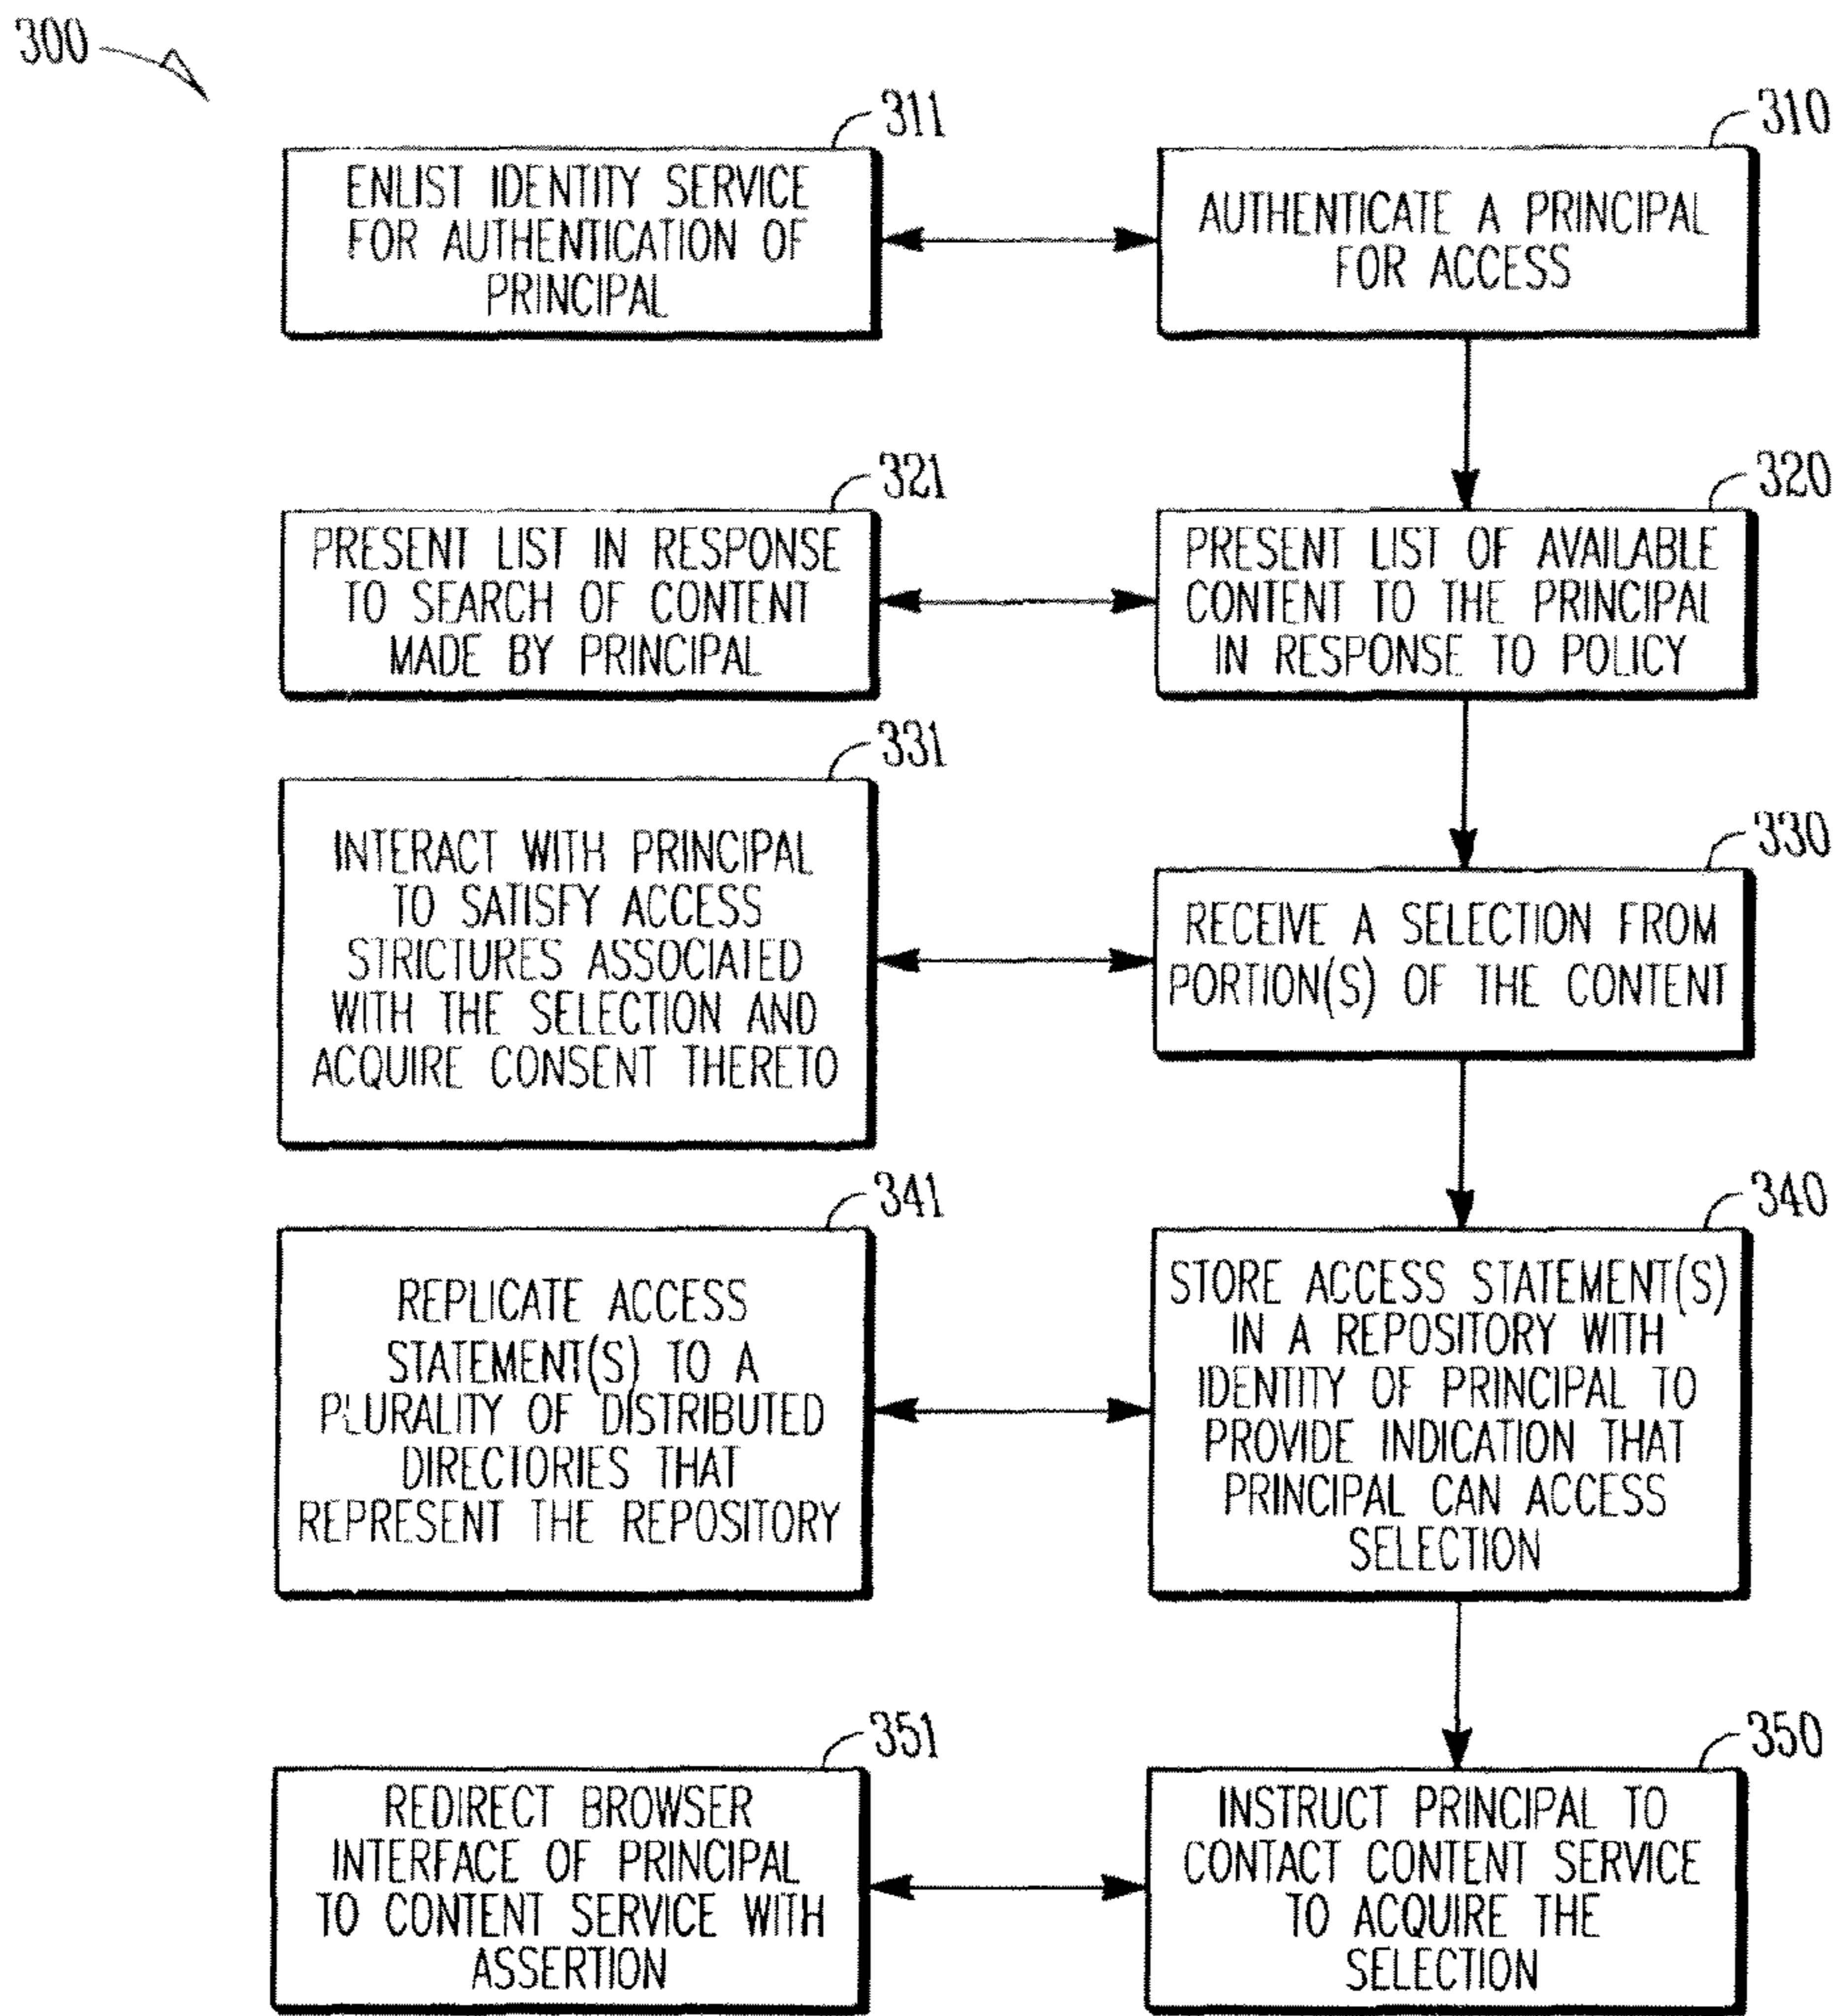 300
311
ENLIST IDENTITY SERVICE
FOR AUTHENTICATION OF
PRINCIPAL
310
AUTHENTICATE A PRINCIPAL
FOR ACCESS
321
PRESENT LIST IN RESPONSE
TO SEARCH OF CONTENT
MADE BY PRINCIPAL
320
PRESENT LIST OF AVAILABLE
CONTENT TO THE PRINCIPAL
IN RESPONSE TO POLICY
331
INTERACT WITH PRINCIPAL
TO SATISFY ACCESS
STRICTURES ASSOCIATED
WITH THE SELECTION AND
ACQUIRE CONSENT THERETO
330
RECEIVE A SELECTION FROM
PORTION(S) OF THE CONTENT
341
REPLICATE ACCESS
STATEMENT(S) TO A
PLURALITY OF DISTRIBUTED
DIRECTORIES THAT
REPRESENT THE REPOSITORY
340
STORE ACCESS STATEMENT(S)
IN A REPOSITORY WITH
IDENTITY OF PRINCIPAL TO
PROVIDE INDICATION THAT
PRINCIPAL CAN ACCESS
SELECTION
351
REDIRECT BROWSER
INTERFACE OF PRINCIPAL
TO CONTENT SERVICE WITH
ASSERTION
350
INSTRUCT PRINCIPAL TO
CONTACT CONTENT SERVICE
TO ACQUIRE THE
SELECTION